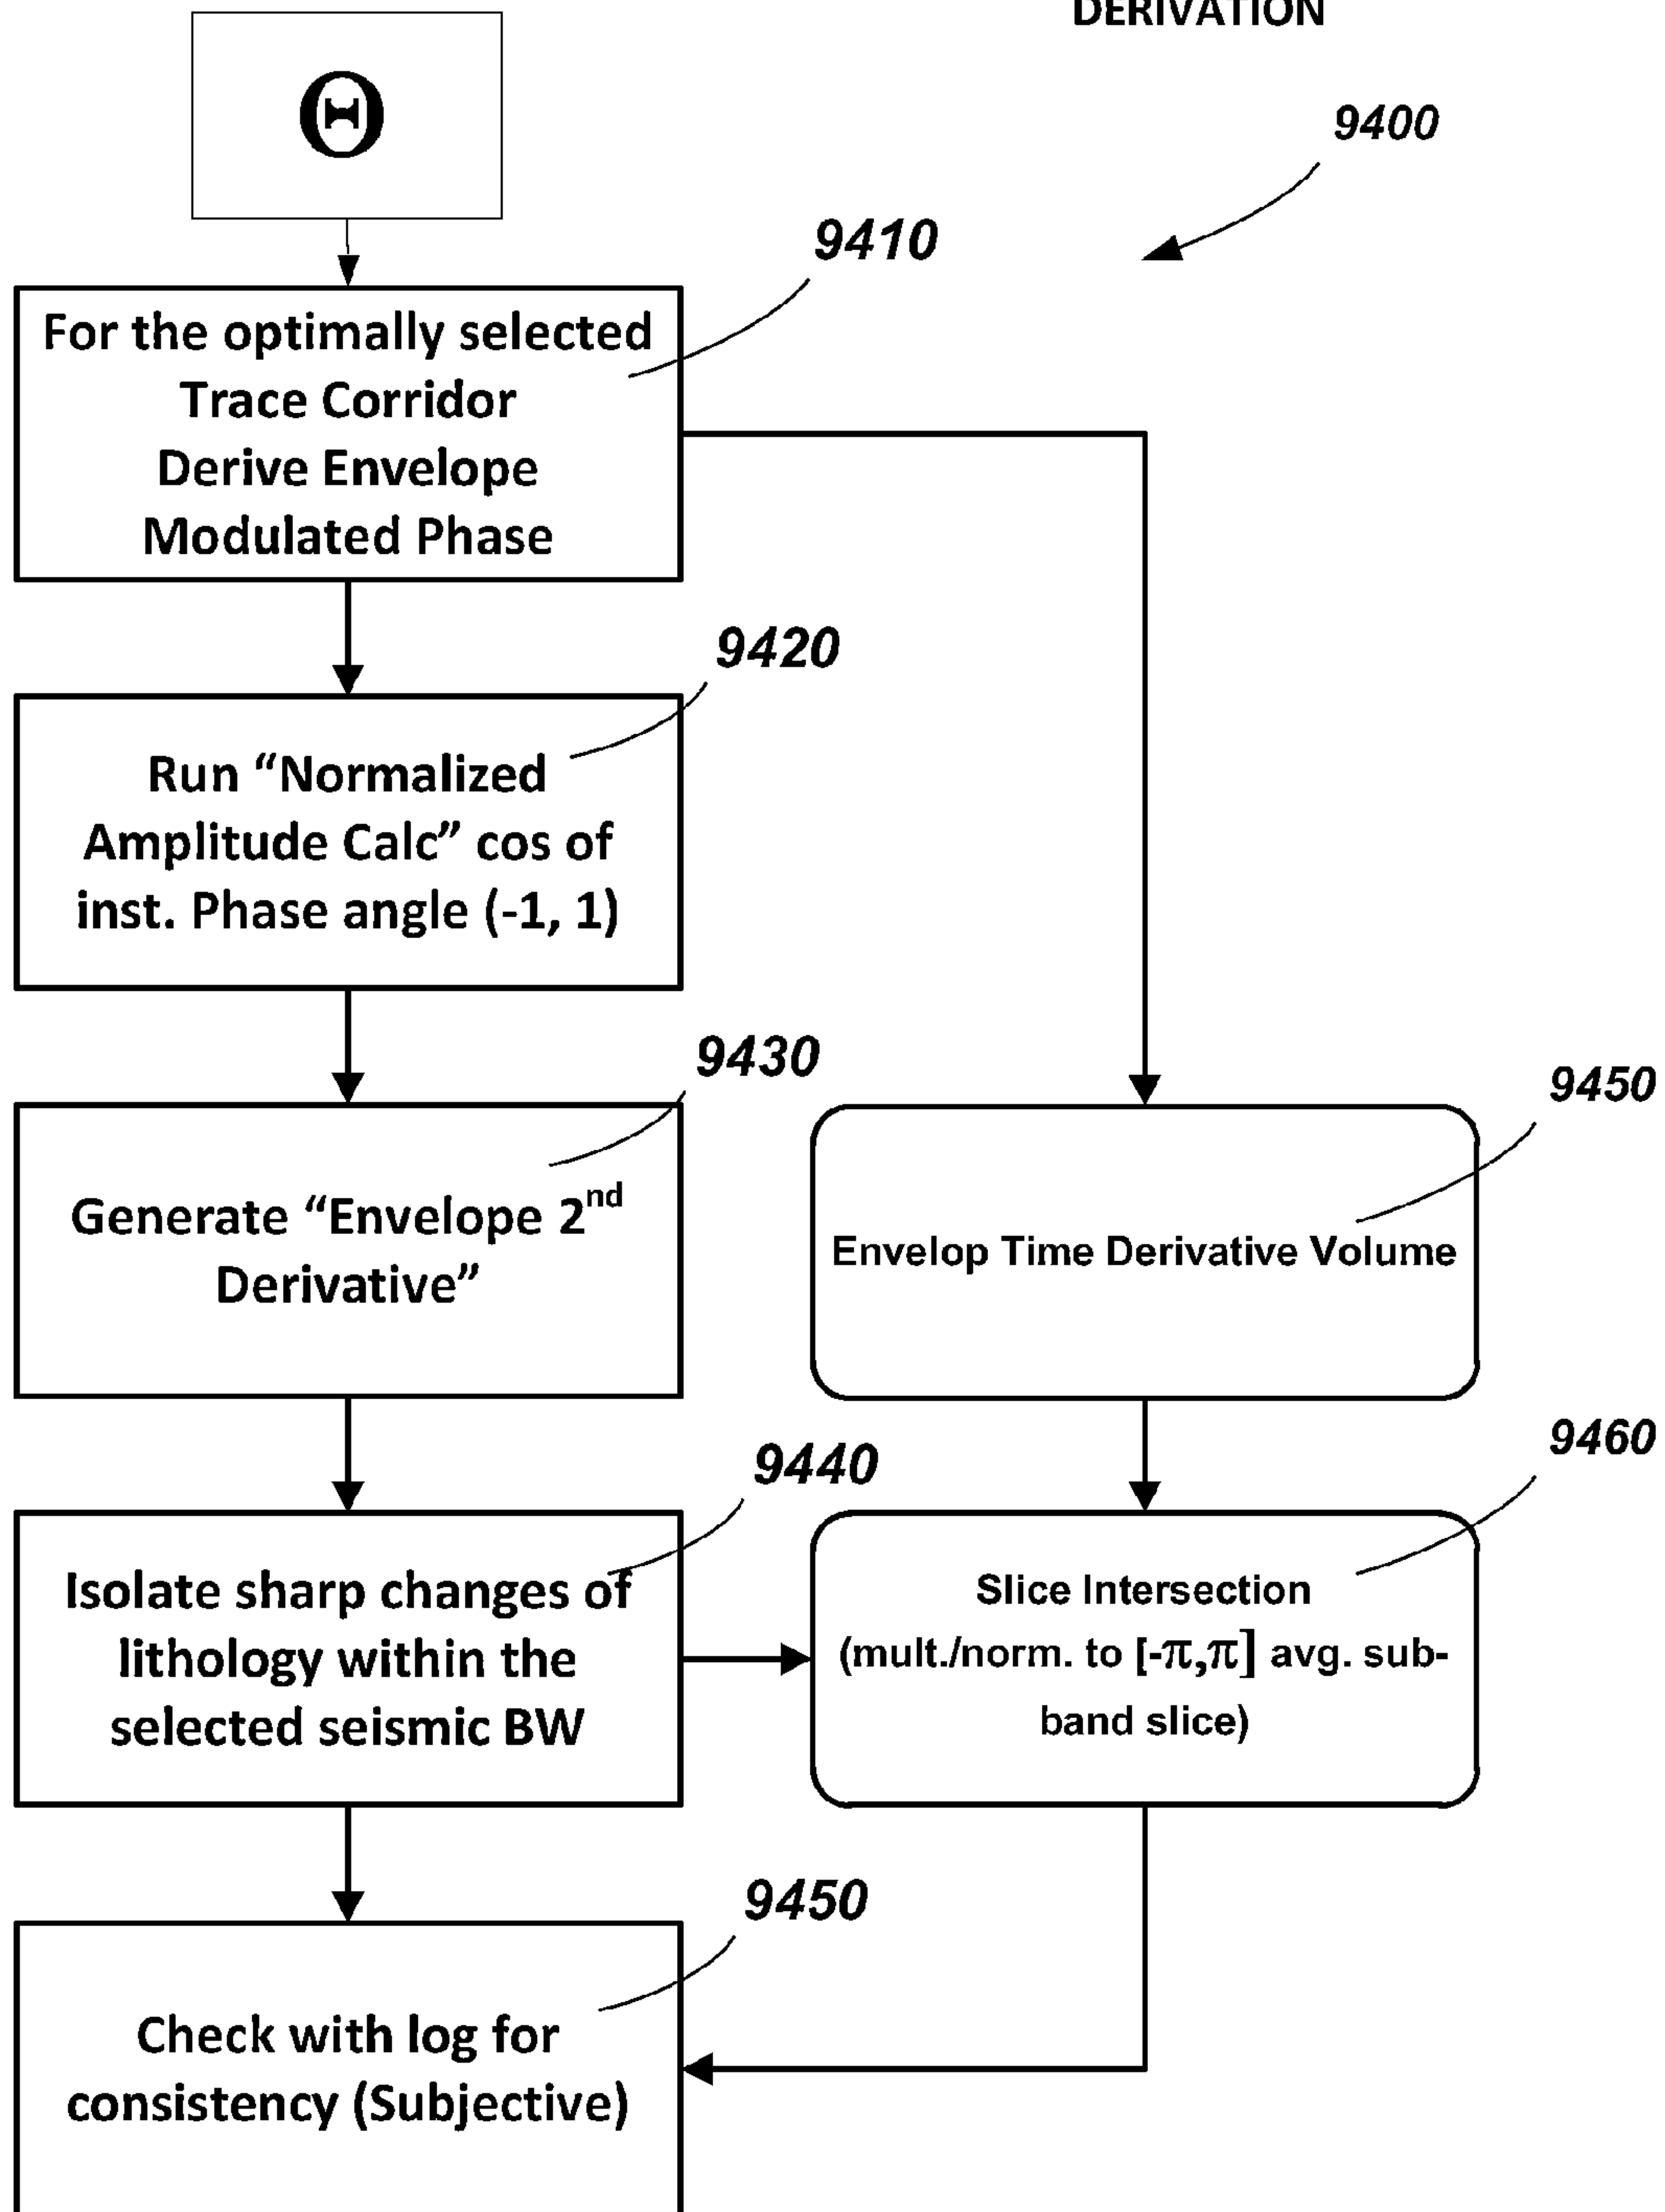 DERIVATION
Θ
9400
9410
For the optimally selected
Trace Corridor
Derive Envelope
Modulated Phase
9420
Run “Normalized
Amplitude Calc” cos of
inst. Phase angle (-1, 1)
9430
Generate “Envelope 2nd
Derivative”
9450
Envelop Time Derivative Volume
9440
Isolate sharp changes of
lithology within the
selected seismic BW
9460
Slice Intersection
(mult./norm. to [-π,π] avg. sub-
band slice)
9450
Check with log for
consistency (Subjective)